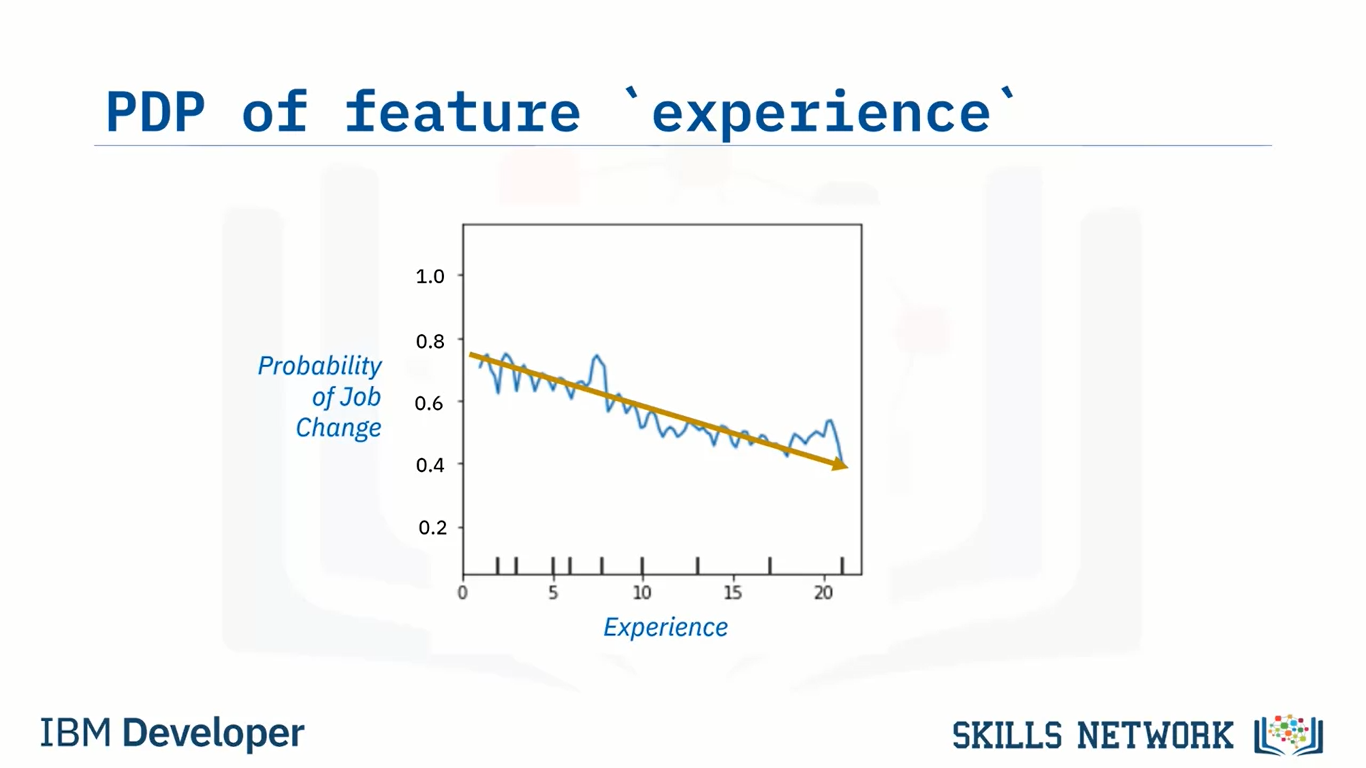 PDP of feature `experience`
1.0
0.8
Probability
of Job
Change
0.6
0.4
0.2
0 5 10 15 20
Experience
IBM Developer
SKILLS NETWORK